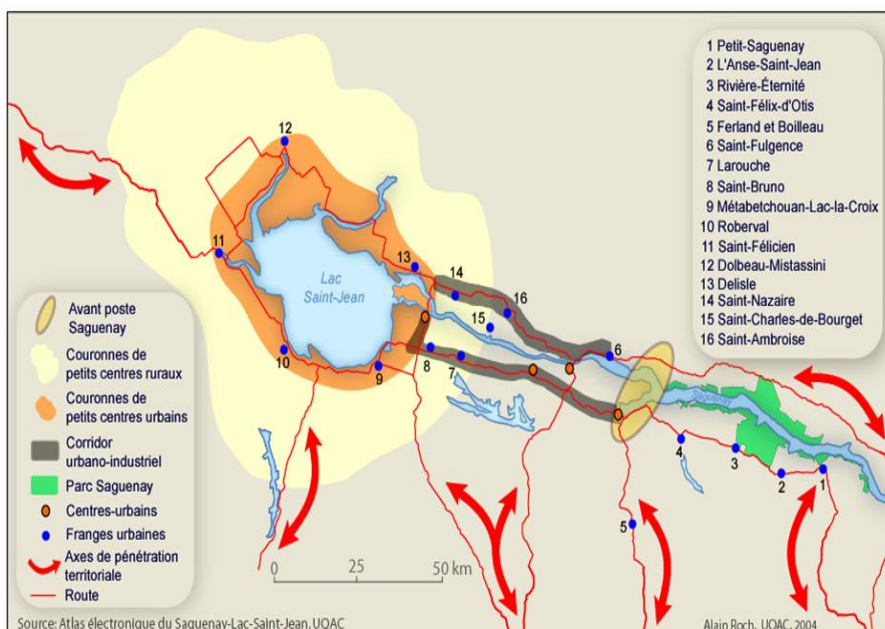 1 Petit-Saguenay
2 L'Anse-Saint-Jean
3 Rivière-Éternité
4 Saint-Félix-d'Otis
5 Ferland et Boilleau
6 Saint-Fulgence
7 Larouche
8 Saint-Bruno
9 Métabetchouan-Lac-la-Croix
10 Roberval
11 Saint-Félicien
12 Dolbeau-Mistassini
13 Delisle
14 Saint-Nazaire
15 Saint-Charles-de-Bourget
16 Saint-Ambroise
12
11
13
14
16
15
6
Lac
Saint-Jean
10
9
8
7
Saguenay
4
3
2
1
5
Avant poste
Saguenay
Couronnes de
petits centres ruraux
Couronnes de
petits centres urbains
Corridor
urbano-industriel
Parc Saguenay
Centres-urbains
Franges urbaines
Axes de pénétration
territoriale
Route
0 25 50 km
Source: Atlas électronique du Saguenay-Lac-Saint-Jean, UQAC
Alain Roch, UQAC, 2004